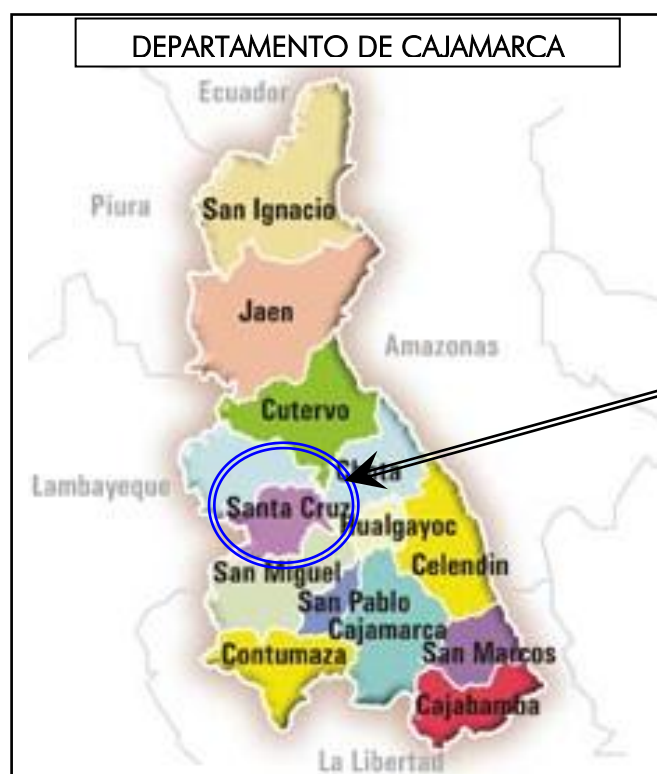 DEPARTAMENTO DE CAJAMARCA
Ecuador
Piura
San Ignacio
Jaen
Amazonas
Cutervo
Chota
Lambayeque
Santa Cruz
Hualgayoc
San Miguel
Celendin
San Pablo
Cajamarca
Contumaza
San Marcos
Cajabamba
La Libertad